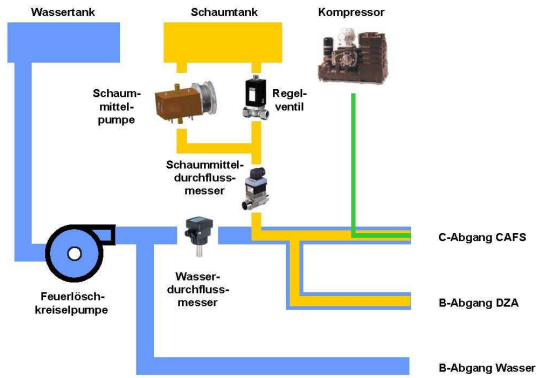 Wassertank
Schaumtank
Kompressor
Schaum-
mittel-
pumpe
Regel-
ventil
Schaummittel-
durchfluss-
messer
Wasser-
durchfluss-
messer
Feuerlösch-
kreiselpumpe
C-Abgang CAFS
B-Abgang DZA
B-Abgang Wasser